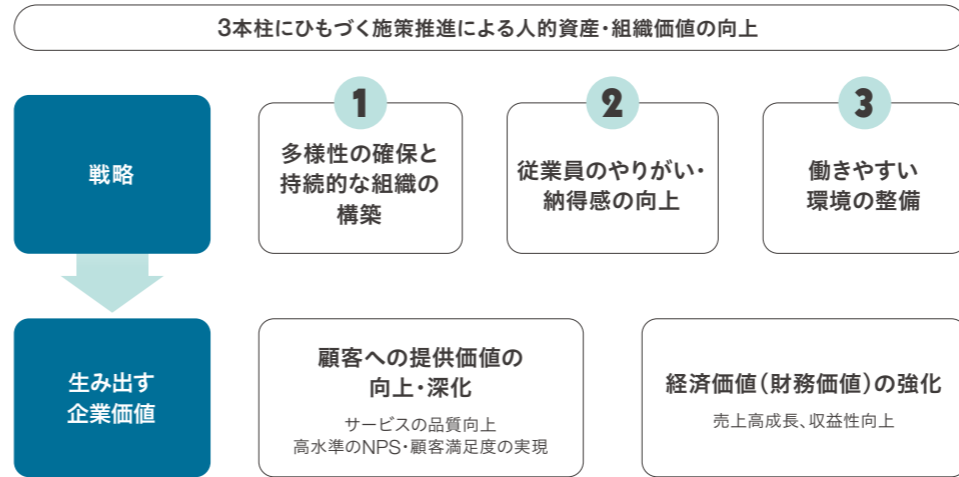 3本柱にひもづく施策推進による人的資産・組織価値の向上
戦略
1
多様性の確保と
持続的な組織の
構築
2
従業員のやりがい・
納得感の向上
3
働きやすい
環境の整備
生み出す
企業価値
顧客への提供価値の
向上・深化
サービスの品質向上
高水準のNPS・顧客満足度の実現
経済価値（財務価値）の強化
売上高成長、収益性向上